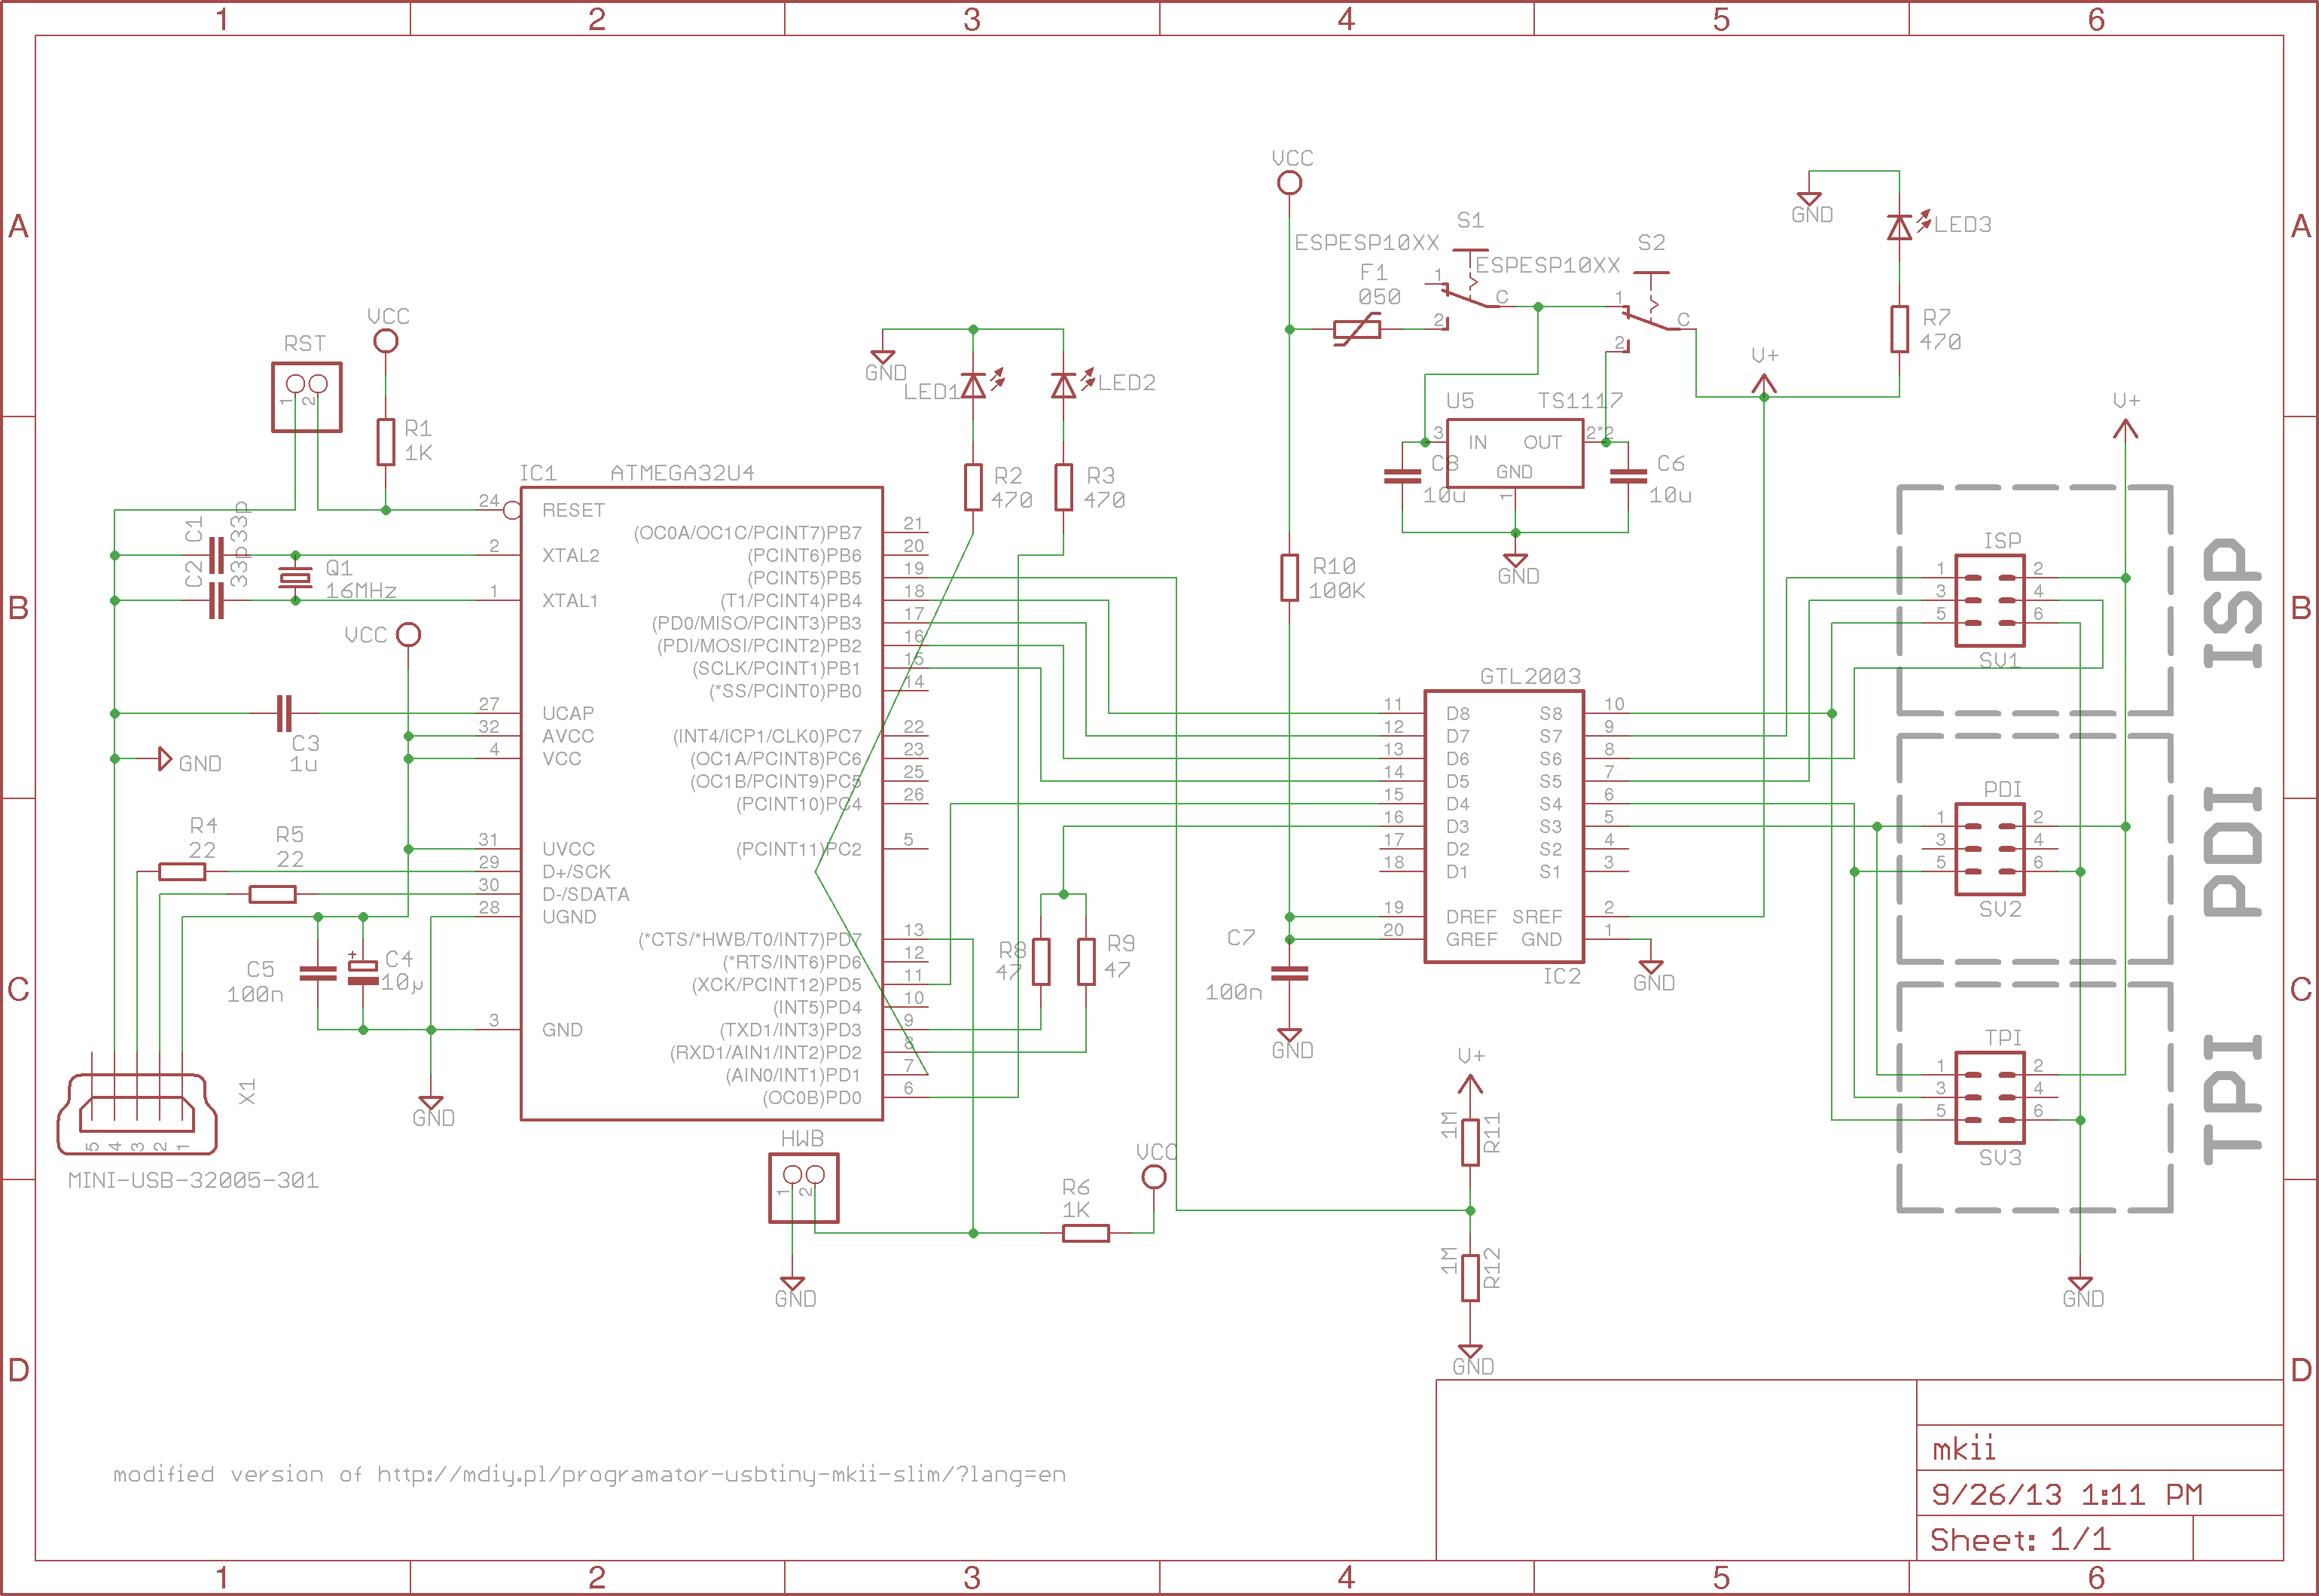 1 2 3 4 5 6
A A
B B
C C
D D
VCC
RST
1 2
R1
1K
C1
33p
C2
33p
Q1
16MHz
VCC
C3
1u
GND
R4
22
R5
22
C5
100n
C4
10µ
GND
X1
5 4 3 2 1
MINI-USB-32005-301
IC1 ATMEGA32U4
24 RESET
2 XTAL2
1 XTAL1
27 UCAP
32 AVCC
4 VCC
31 UVCC
29 D+/SCK
30 D-/SDATA
28 UGND
3 GND
(OC0A/OC1C/PCINT7)PB7 21
(PCINT6)PB6 20
(PCINT5)PB5 19
(T1/PCINT4)PB4 18
(PD0/MISO/PCINT3)PB3 17
(PDI/MOSI/PCINT2)PB2 16
(SCLK/PCINT1)PB1 15
(*SS/PCINT0)PB0 14
(INT4/ICP1/CLK0)PC7 22
(OC1A/PCINT8)PC6 23
(OC1B/PCINT9)PC5 25
(PCINT10)PC4 26
(PCINT11)PC2 5
(*CTS/*HWB/T0/INT7)PD7 13
(*RTS/INT6)PD6 12
(XCK/PCINT12)PD5 11
(INT5)PD4 10
(TXD1/INT3)PD3 9
(RXD1/AIN1/INT2)PD2 8
(AIN0/INT1)PD1 7
(OC0B)PD0 6
GND
LED1
LED2
R2
470
R3
470
R8
47
R9
47
HWB
1 2
GND
R6
1K
VCC
VCC
S1
ESPESP10XX
F1
050
1 2 C
S2
ESPESP10XX
1 2 C
GND
LED3
R7
470
V+
U5 TS1117
3 IN OUT 2*2
GND
1
C8
10u
C6
10u
GND
R10
100K
GTL2003
11 D8 S8 10
12 D7 S7 9
13 D6 S6 8
14 D5 S5 7
15 D4 S4 6
16 D3 S3 5
17 D2 S2 4
18 D1 S1 3
19 DREF SREF 2
20 GREF GND 1
IC2
GND
C7
100n
GND
V+
1M
R11
1M
R12
GND
V+
ISP
1 2
3 4
5 6
SV1
ISP
PDI
1 2
3 4
5 6
SV2
PDI
TPI
1 2
3 4
5 6
SV3
TPI
GND
modified version of http://mdiy.pl/programator-usbtiny-mkii-slim/?lang=en
mkii
9/26/13 1:11 PM
Sheet: 1/1
1 2 3 4 5 6